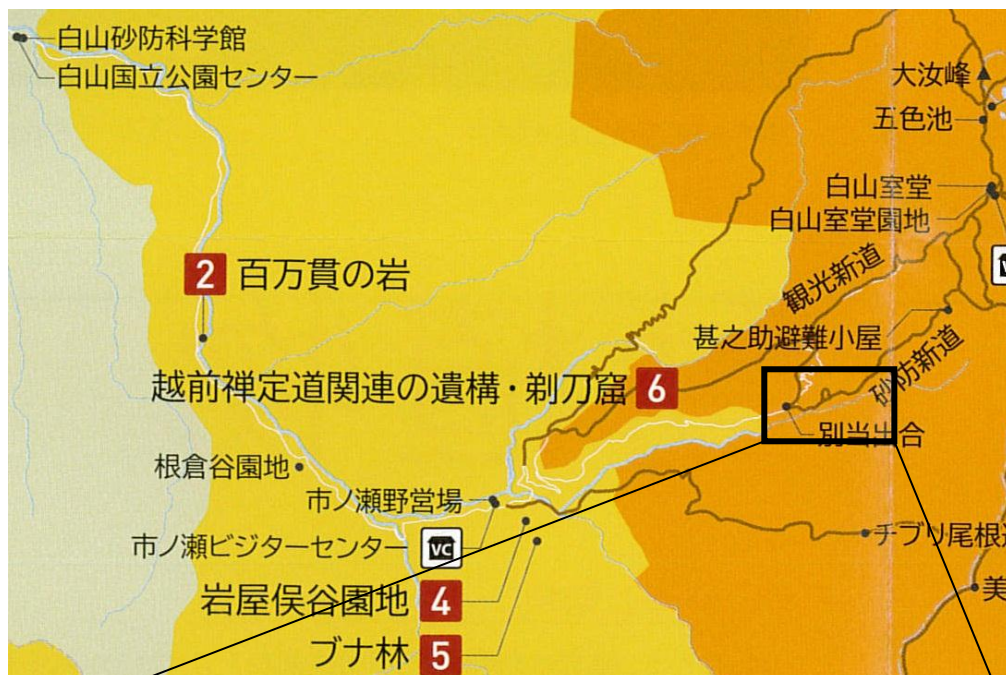 白山砂防科学館
白山国立公園センター
大汝峰
五色池
白山室堂
白山室堂園地
2 百万貫の岩
観光新道
甚之助避難小屋
砂防新道
越前禅定道関連の遺構・剃刀窟 6
別当出合
根倉谷園地
市ノ瀬野営場
市ノ瀬ビジターセンター VC
チブリ尾根
岩屋俣谷園地 4
美
ブナ林 5